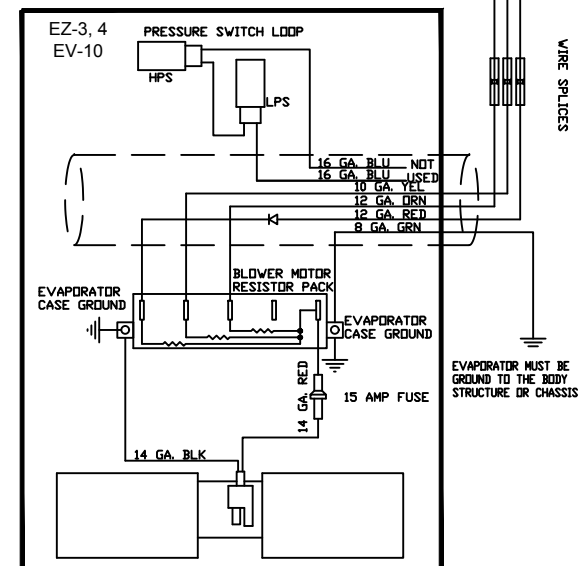 EZ-3, 4
EV-10
PRESSURE SWITCH LOOP
HPS
LPS
WIRE SPLICES
16 GA. BLU NOT
16 GA. BLU USED
10 GA. YEL
12 GA. ORN
12 GA. RED
8 GA. GRN
BLOWER MOTOR
RESISTOR PACK
EVAPORATOR
CASE GROUND
EVAPORATOR
CASE GROUND
EVAPORATOR MUST BE
GROUND TO THE BODY
STRUCTURE OR CHASSIS
14 GA. RED
15 AMP FUSE
14 GA. BLK